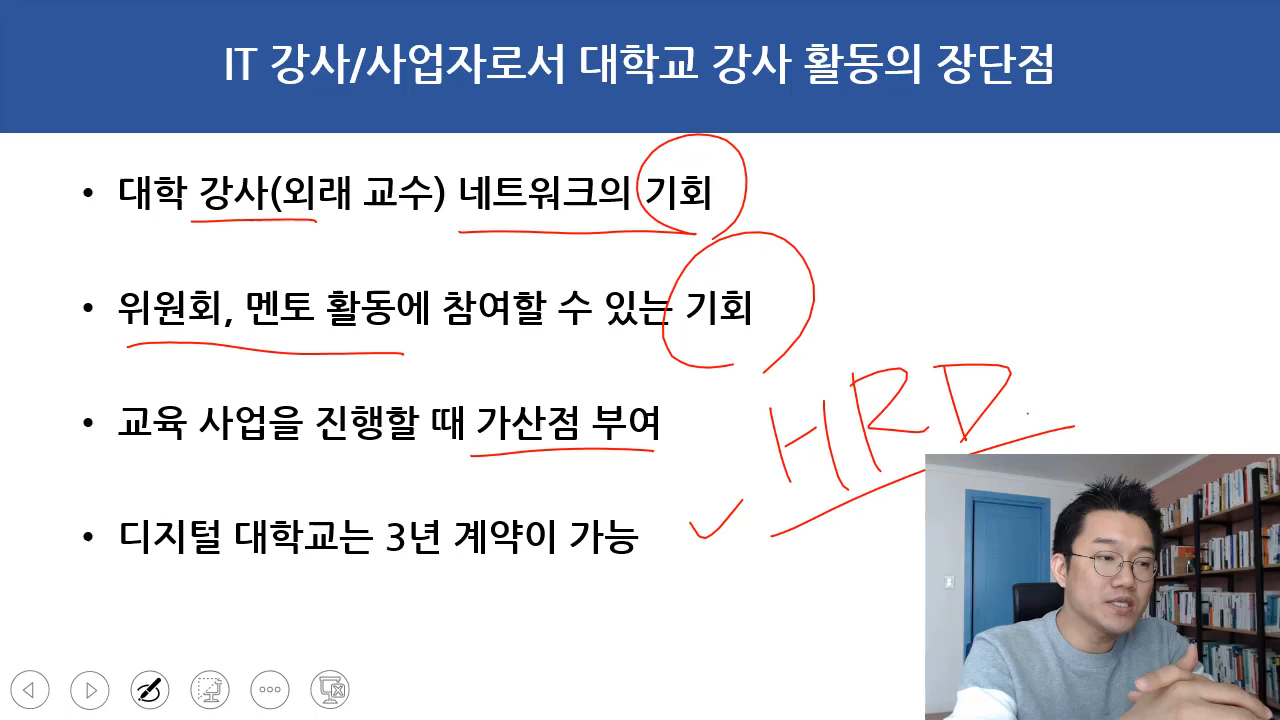 IT 강사/사업자로서 대학교 강사 활동의 장단점
• 대학 강사(외래 교수) 네트워크의 기회
• 위원회, 멘토 활동에 참여할 수 있는 기회
• 교육 사업을 진행할 때 가산점 부여
HRD
• 디지털 대학교는 3년 계약이 가능